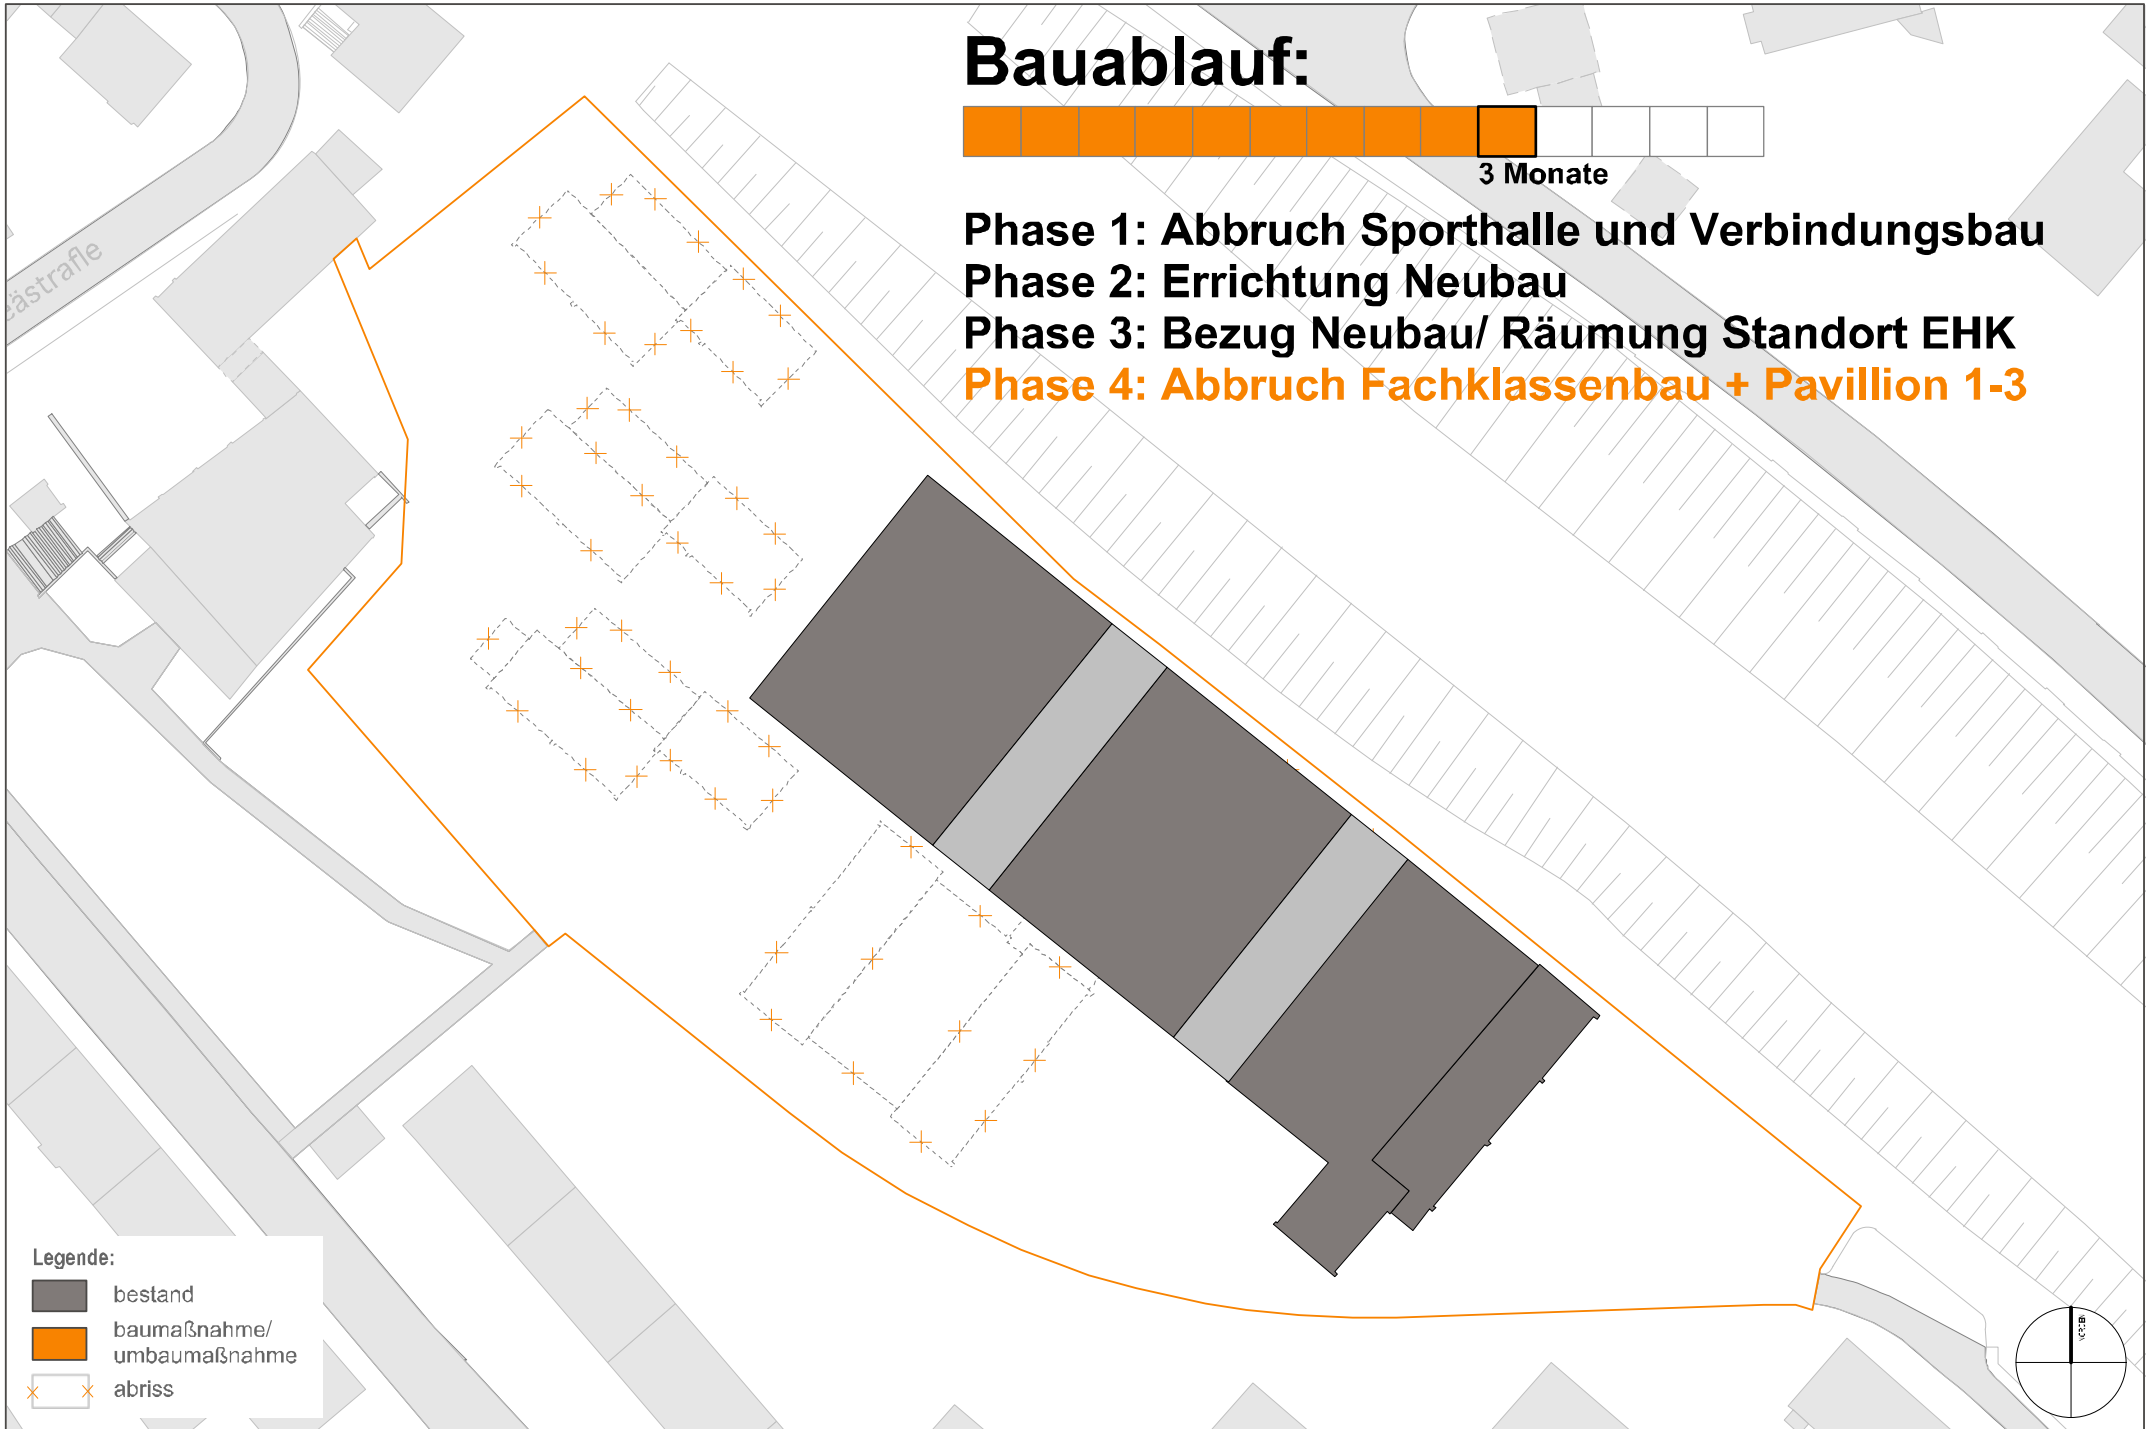 Bauablauf:
3 Monate
Phase 1: Abbruch Sporthalle und Verbindungsbau
Phase 2: Errichtung Neubau
Phase 3: Bezug Neubau/ Räumung Standort EHK
Phase 4: Abbruch Fachklassenbau + Pavillion 1-3
Legende:
bestand
baumaßnahme/
umbaumaßnahme
abriss
NORDEN